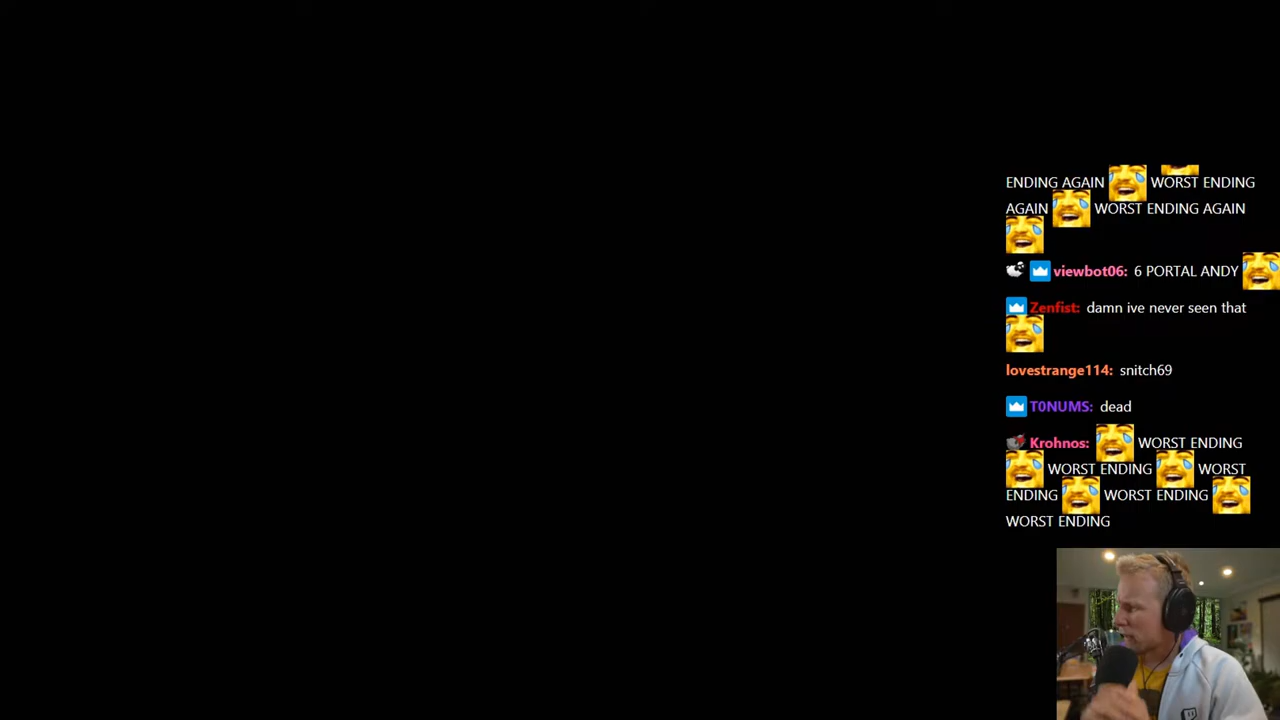 ENDING AGAIN WORST ENDING
AGAIN WORST ENDING AGAIN
viewbot06: 6 PORTAL ANDY
Zenfist: damn ive never seen that
lovestrange114: snitch69
T0NUMS: dead
Krohnos: WORST ENDING
WORST ENDING WORST
ENDING WORST ENDING
WORST ENDING